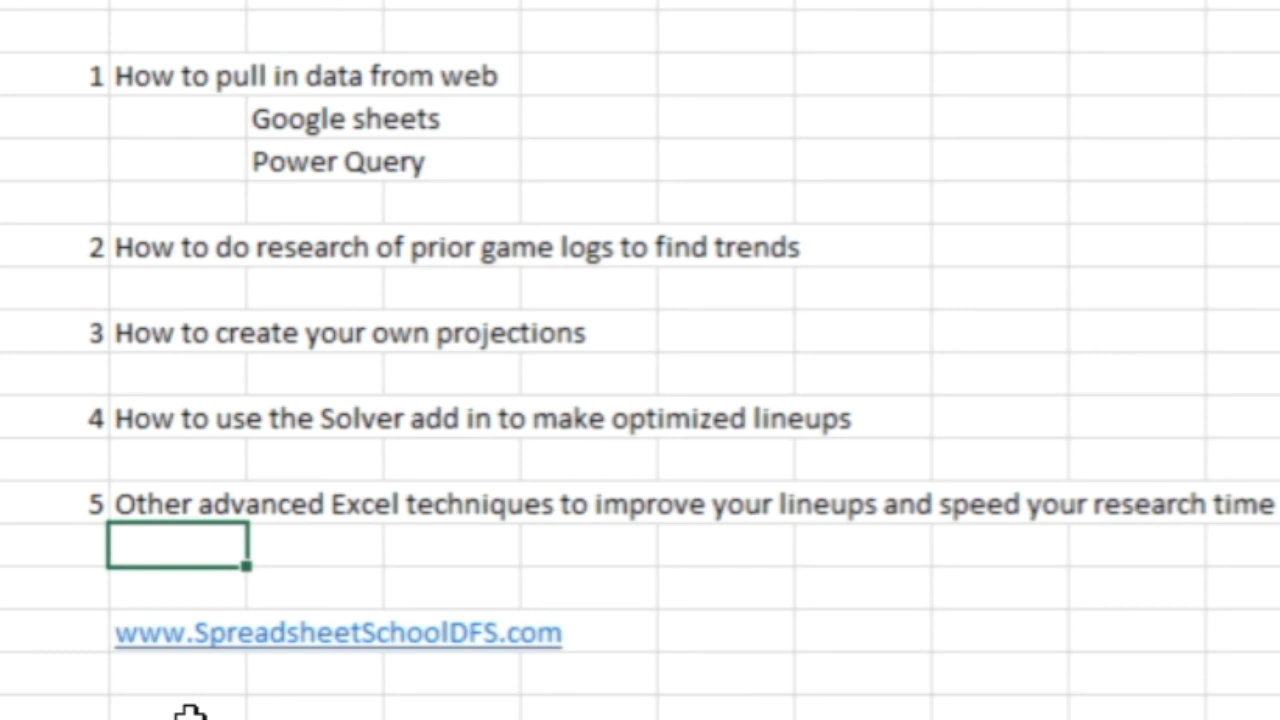 1 How to pull in data from web
Google sheets
Power Query
2 How to do research of prior game logs to find trends
3 How to create your own projections
4 How to use the Solver add in to make optimized lineups
5 Other advanced Excel techniques to improve your lineups and speed your research time
www.SpreadsheetSchoolDFS.com